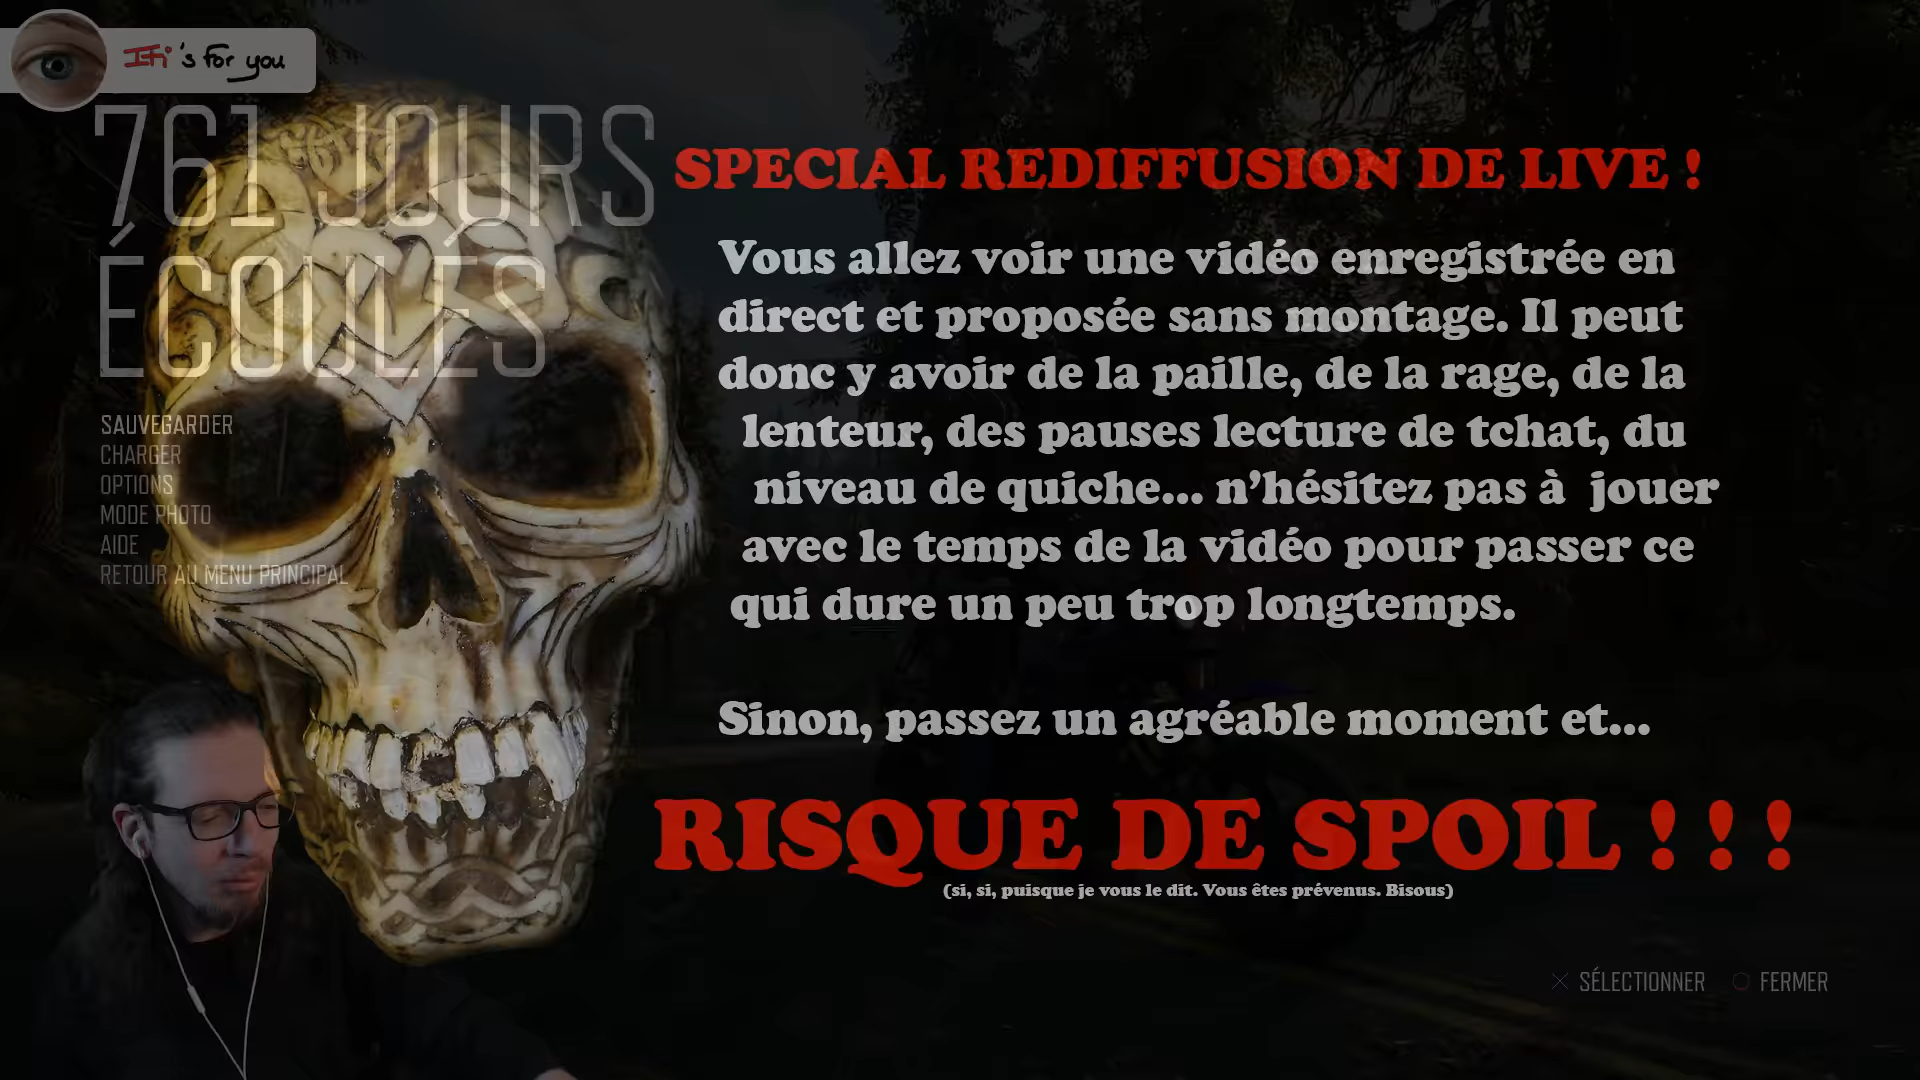 Ifi's for you
761 JOURS
ÉCOULÉS
SAUVEGARDER
CHARGER
OPTIONS
MODE PHOTO
AIDE
RETOUR AU MENU PRINCIPAL
SPECIAL REDIFFUSION DE LIVE !
Vous allez voir une vidéo enregistrée en
direct et proposée sans montage. Il peut
donc y avoir de la paille, de la rage, de la
lenteur, des pauses lecture de tchat, du
niveau de quiche... n'hésitez pas à jouer
avec le temps de la vidéo pour passer ce
qui dure un peu trop longtemps.
Sinon, passez un agréable moment et...
RISQUE DE SPOIL ! ! !
(si, si, puisque je vous le dit. Vous êtes prévenus. Bisous)
SÉLECTIONNER
FERMER